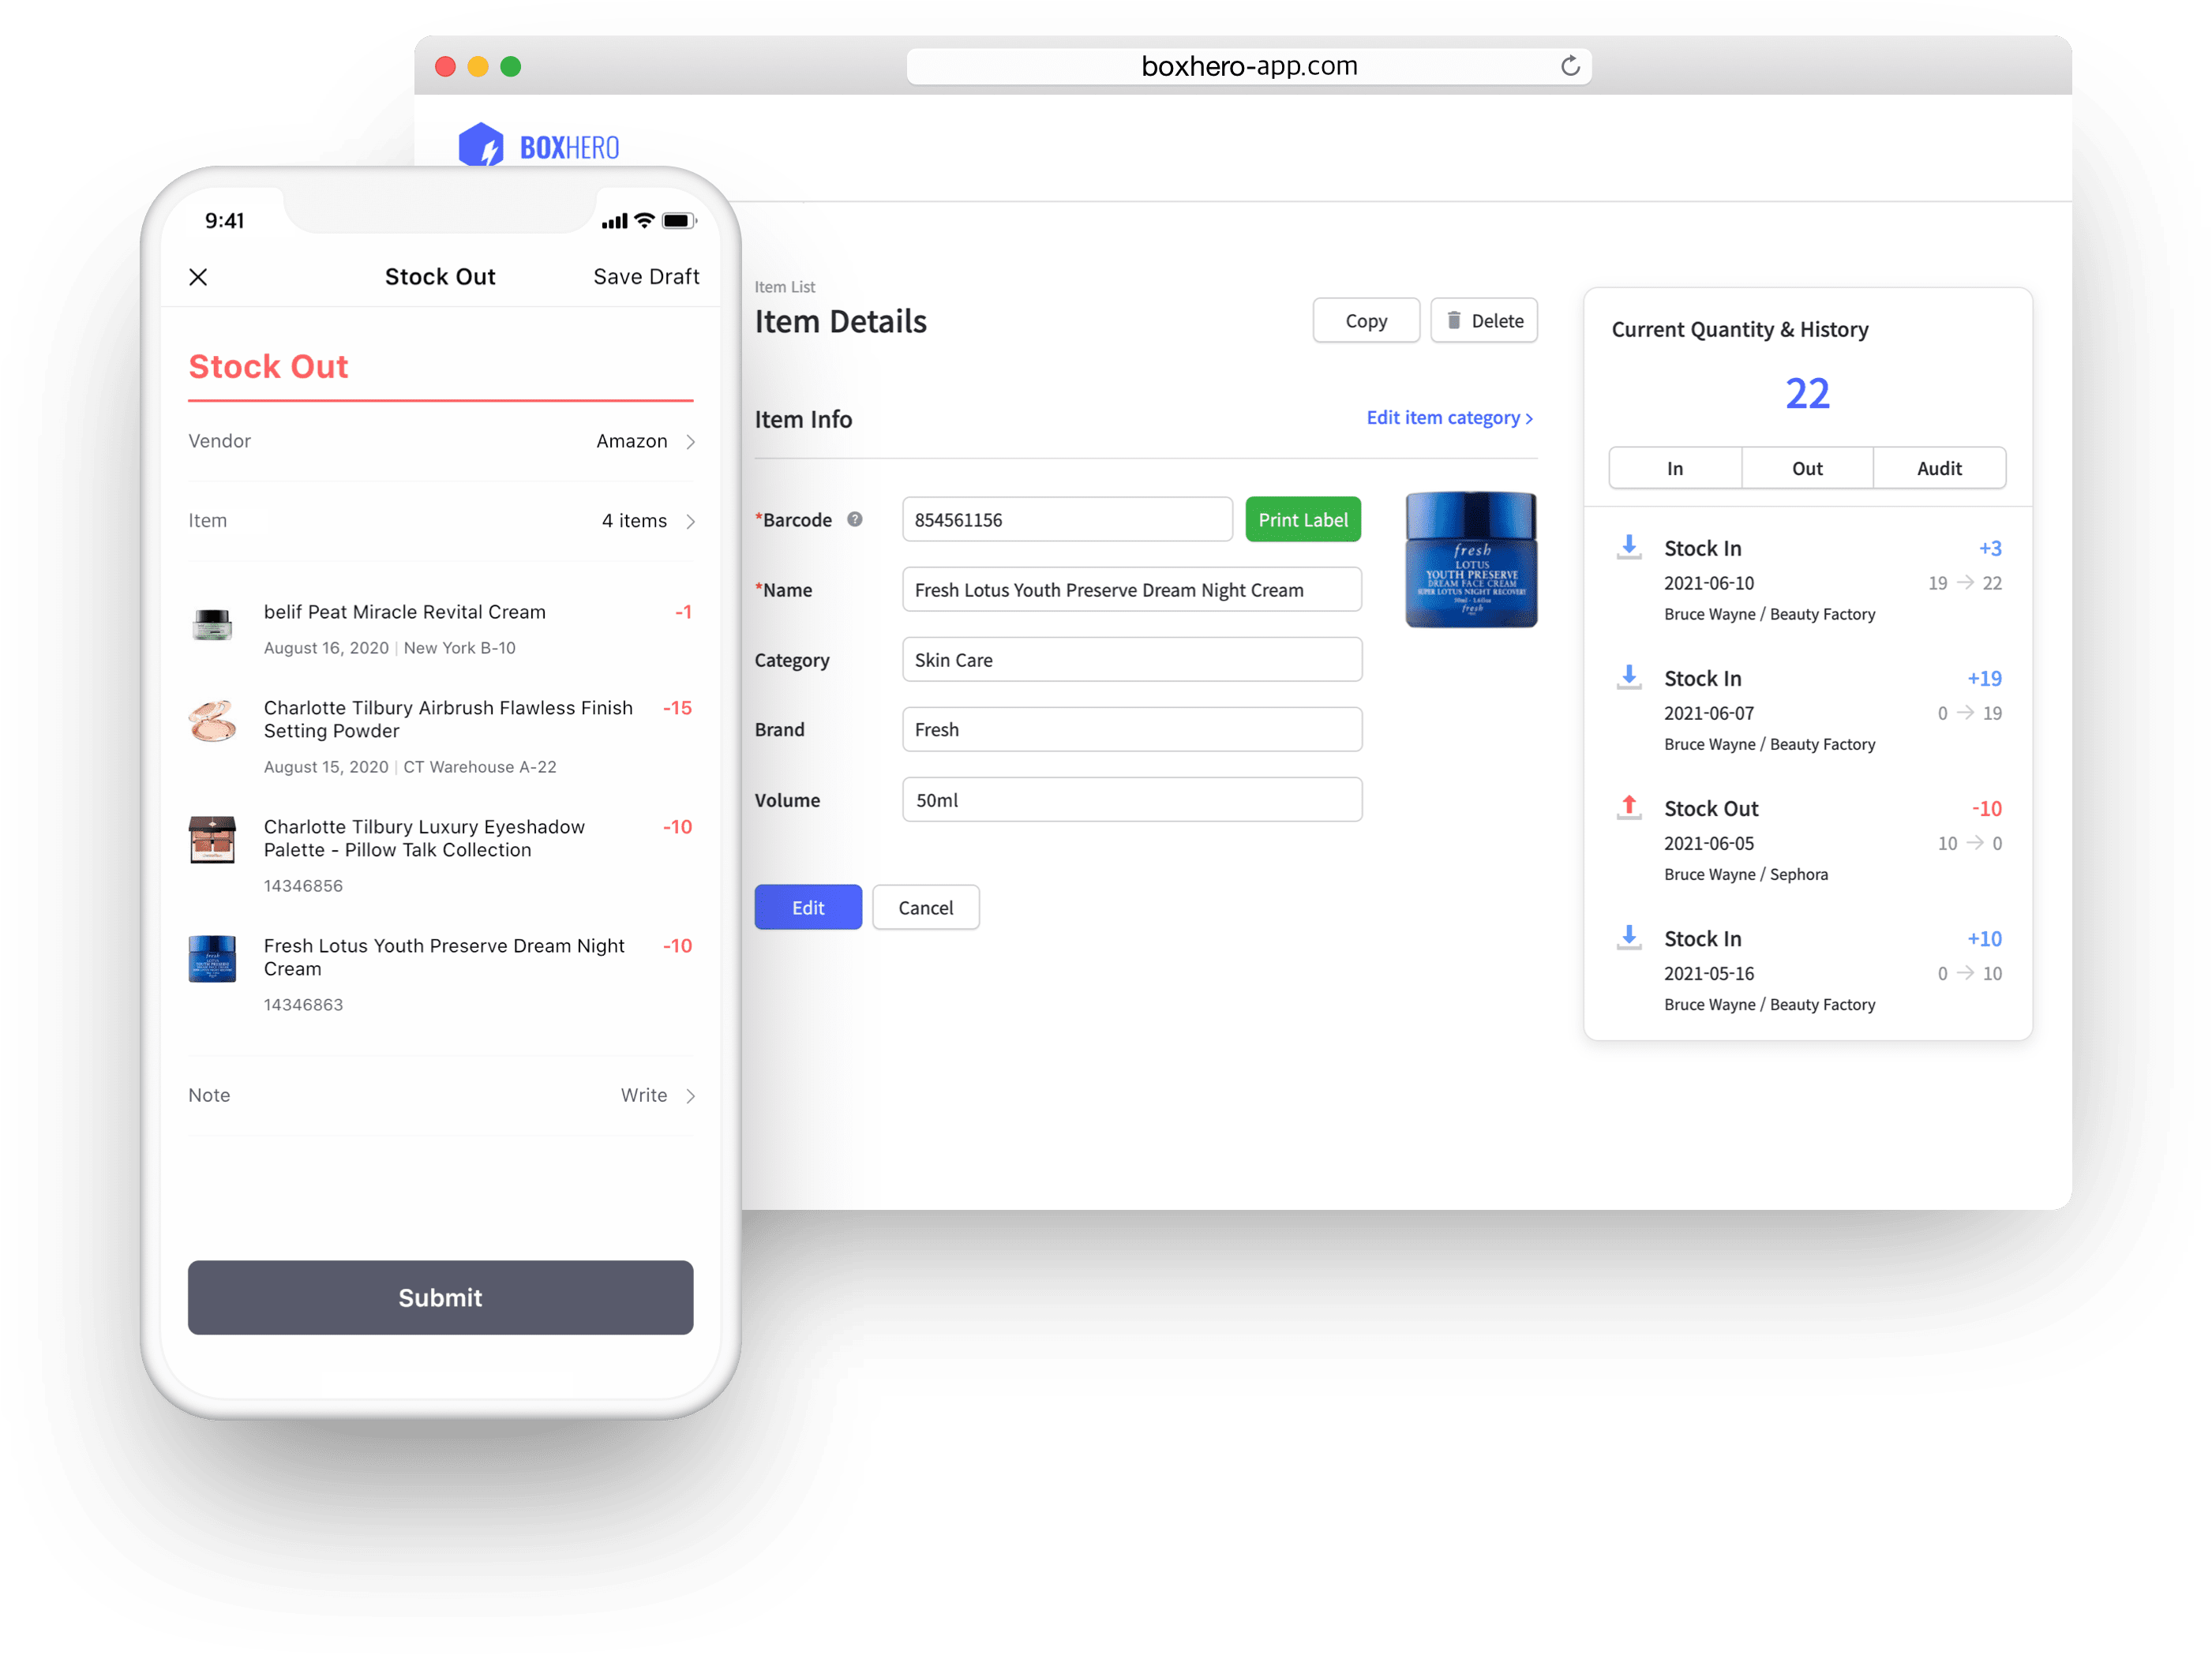 boxhero-app.com
BOXHERO
9:41
Stock Out
Save Draft
Stock Out
Vendor
Amazon
Item
4 items
belif Peat Miracle Revital Cream
-1
August 16, 2020 | New York B-10
Charlotte Tilbury Airbrush Flawless Finish
Setting Powder
-15
August 15, 2020 | CT Warehouse A-22
Charlotte Tilbury Luxury Eyeshadow
Palette - Pillow Talk Collection
-10
14346856
Fresh Lotus Youth Preserve Dream Night
Cream
-10
14346863
Note
Write
Submit
Item List
Item Details
Copy
Delete
Item Info
Edit item category >
*Barcode ?
854561156
Print Label
*Name
Fresh Lotus Youth Preserve Dream Night Cream
Category
Skin Care
Brand
Fresh
Volume
50ml
Edit
Cancel
fresh
LOTUS
YOUTH PRESERVE
DREAM FACE CREAM
SUPER LOTUS NIGHT RECOVERY
50ml - 1.6oz
fresh
Current Quantity & History
22
In
Out
Audit
Stock In
+3
2021-06-10
19 → 22
Bruce Wayne / Beauty Factory
Stock In
+19
2021-06-07
0 → 19
Bruce Wayne / Beauty Factory
Stock Out
-10
2021-06-05
10 → 0
Bruce Wayne / Sephora
Stock In
+10
2021-05-16
0 → 10
Bruce Wayne / Beauty Factory